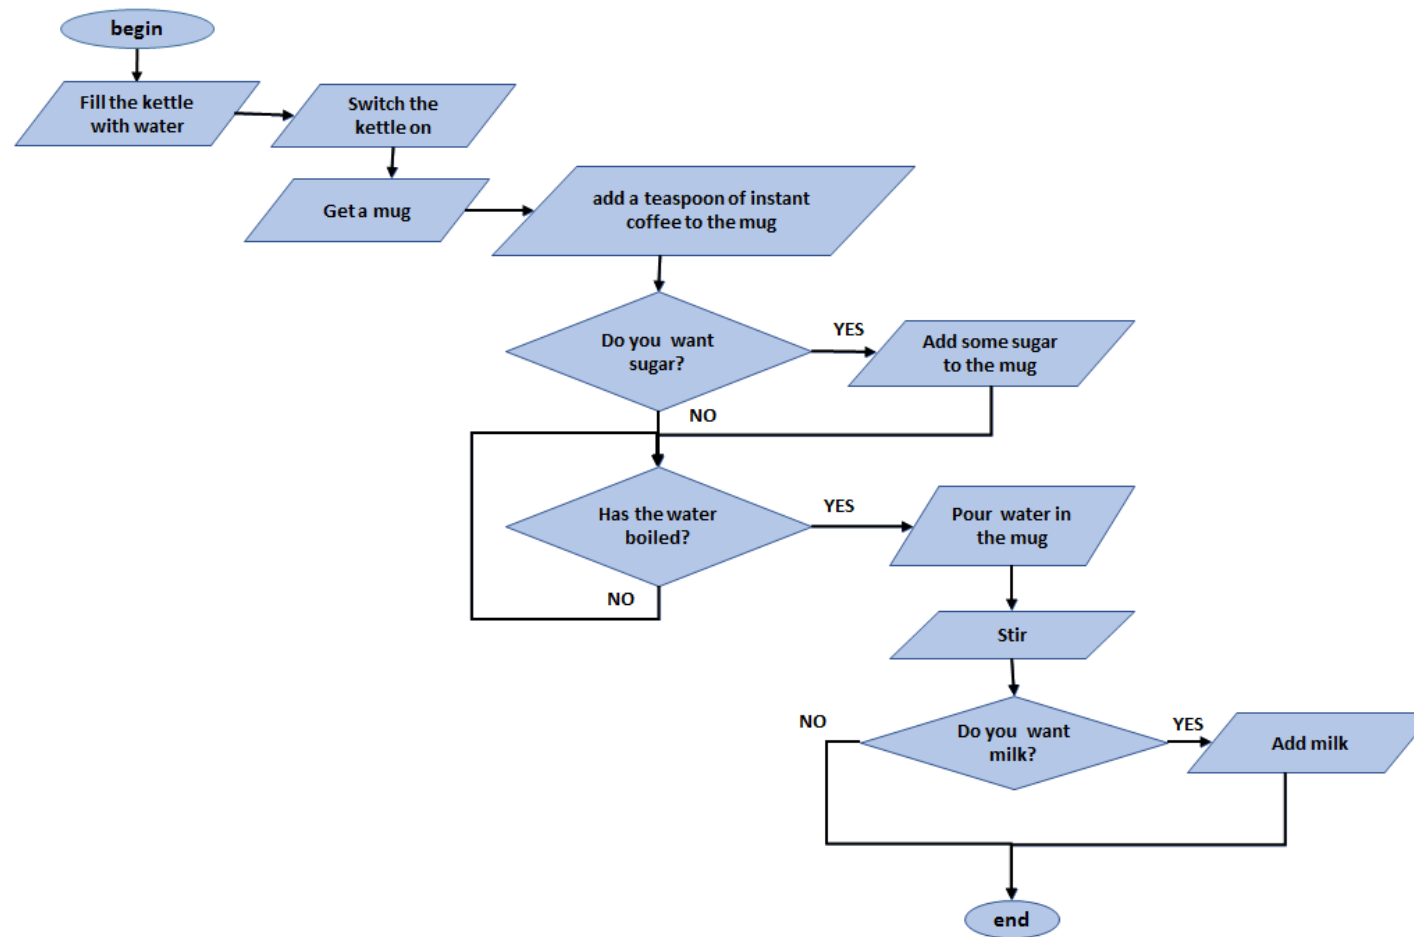 begin
Fill the kettle
with water
Switch the
kettle on
Get a mug
add a teaspoon of instant
coffee to the mug
Do you want
sugar?
YES
Add some sugar
to the mug
NO
Has the water
boiled?
YES
Pour water in
the mug
NO
Stir
Do you want
milk?
NO
YES
Add milk
end